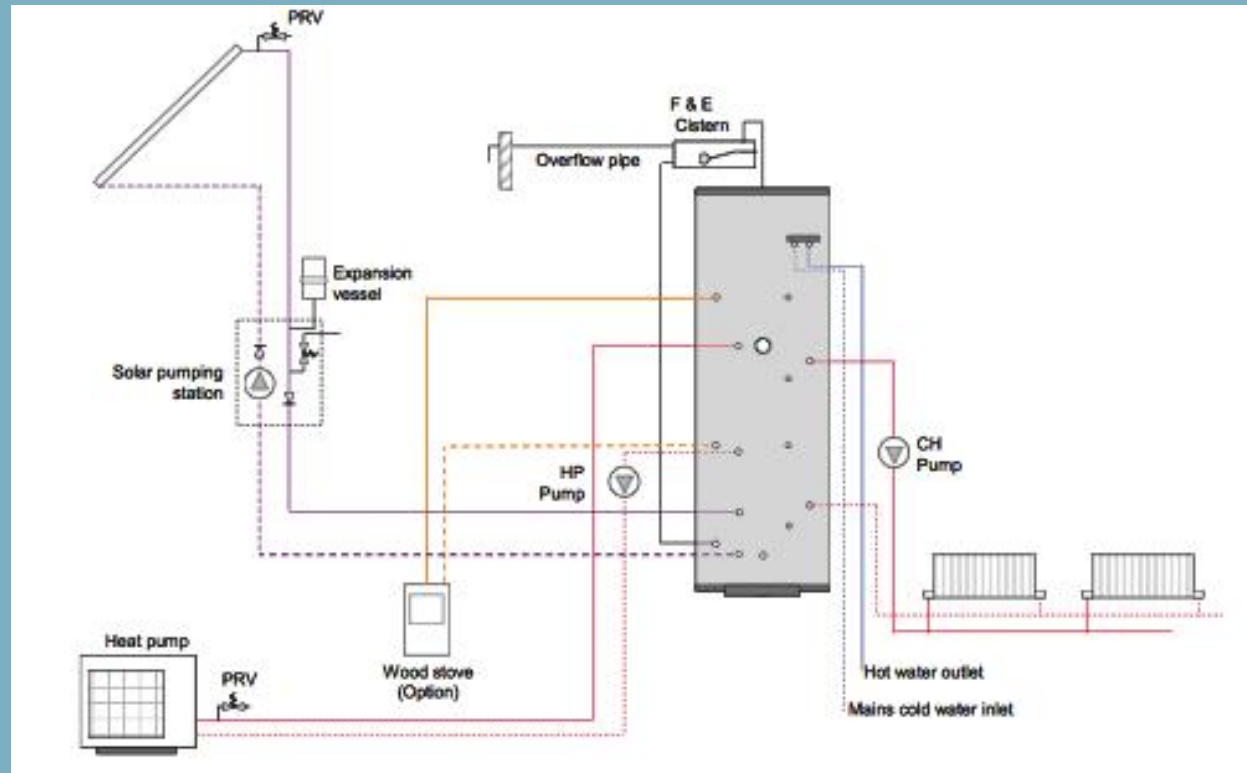 PRV
F & E
Cistern
Overflow pipe
Expansion
vessel
Solar pumping
station
HP
Pump
CH
Pump
Heat pump
PRV
Wood stove
(Option)
Hot water outlet
Mains cold water inlet